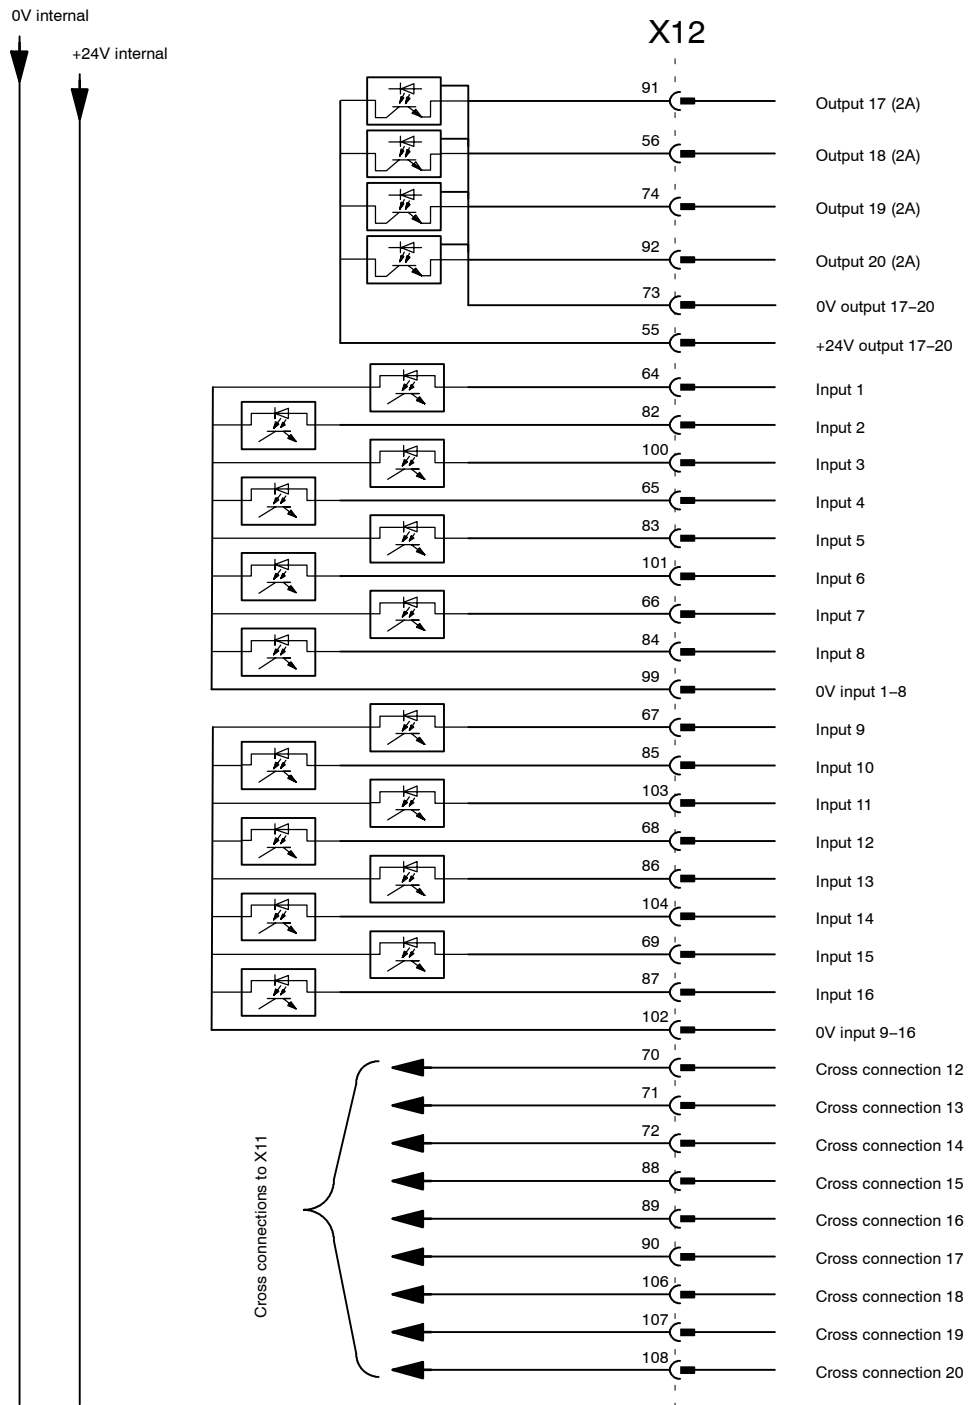 0V internal
X12
+24V internal
91 Output 17 (2A)
56 Output 18 (2A)
74 Output 19 (2A)
92 Output 20 (2A)
73 0V output 17−20
55 +24V output 17−20
64 Input 1
82 Input 2
100 Input 3
65 Input 4
83 Input 5
101 Input 6
66 Input 7
84 Input 8
99 0V input 1−8
67 Input 9
85 Input 10
103 Input 11
68 Input 12
86 Input 13
104 Input 14
69 Input 15
87 Input 16
102 0V input 9−16
70 Cross connection 12
71 Cross connection 13
72 Cross connection 14
88 Cross connection 15
89 Cross connection 16
90 Cross connection 17
106 Cross connection 18
107 Cross connection 19
108 Cross connection 20
Cross connections to X11